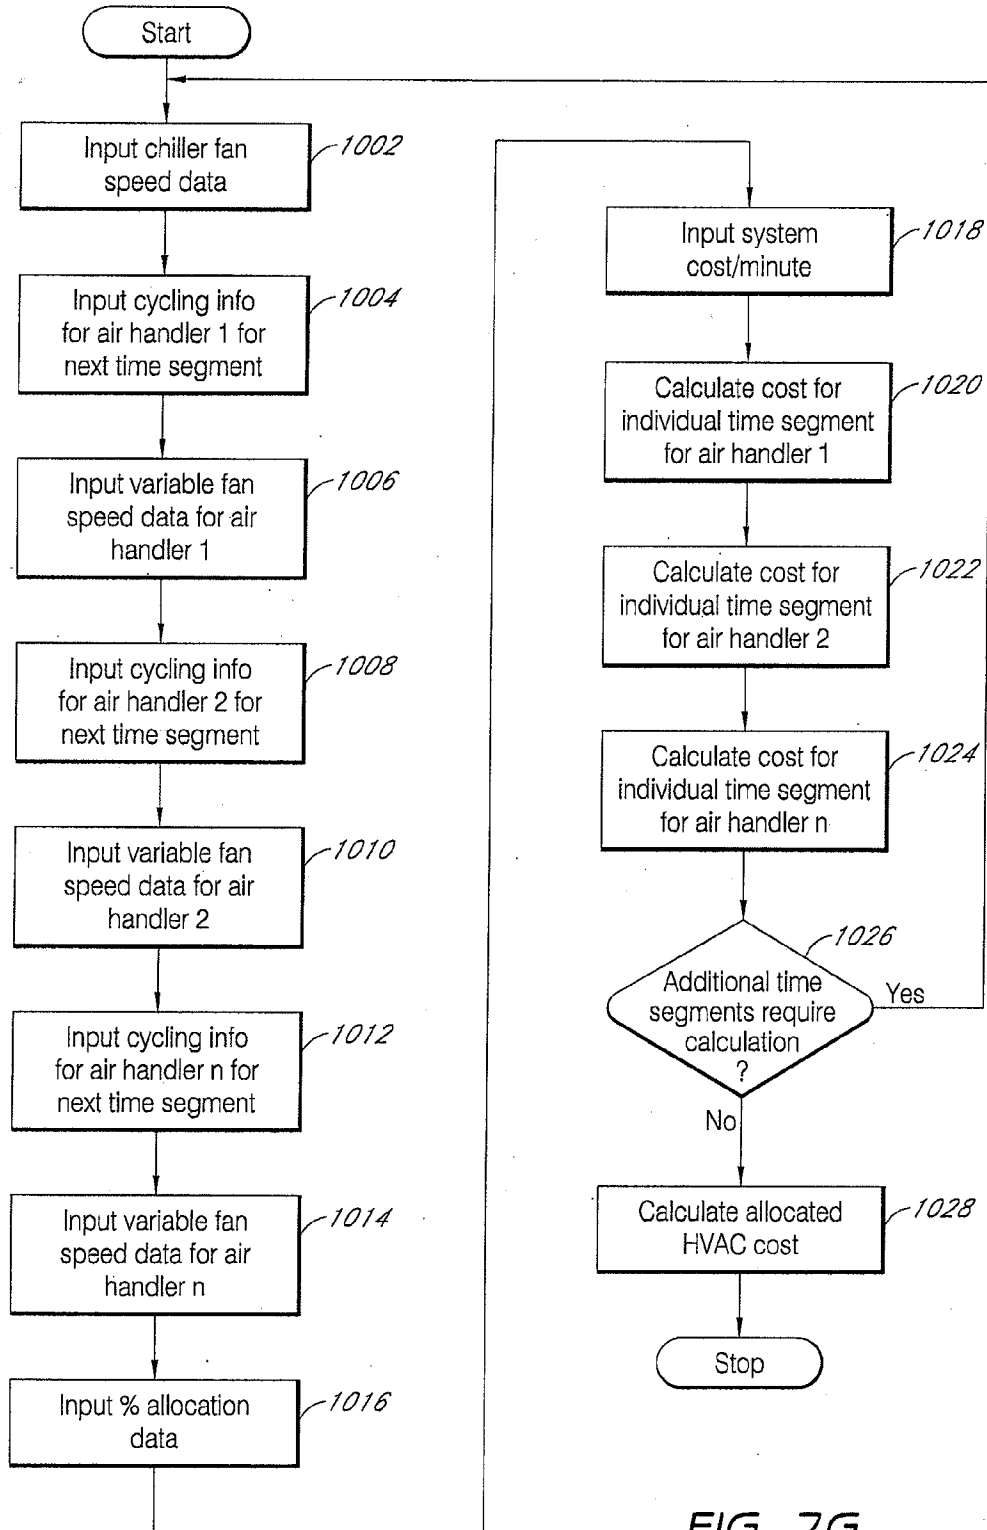 Start
Input chiller fan
speed data
1002
Input cycling info
for air handler 1 for
next time segment
1004
Input variable fan
speed data for air
handler 1
1006
Input cycling info
for air handler 2 for
next time segment
1008
Input variable fan
speed data for air
handler 2
1010
Input cycling info
for air handler n for
next time segment
1012
Input variable fan
speed data for air
handler n
1014
Input % allocation
data
1016
Input system
cost/minute
1018
Calculate cost for
individual time segment
for air handler 1
1020
Calculate cost for
individual time segment
for air handler 2
1022
Calculate cost for
individual time segment
for air handler n
1024
Additional time
segments require
calculation
?
1026
Yes
No
Calculate allocated
HVAC cost
1028
Stop
FIG. 7G